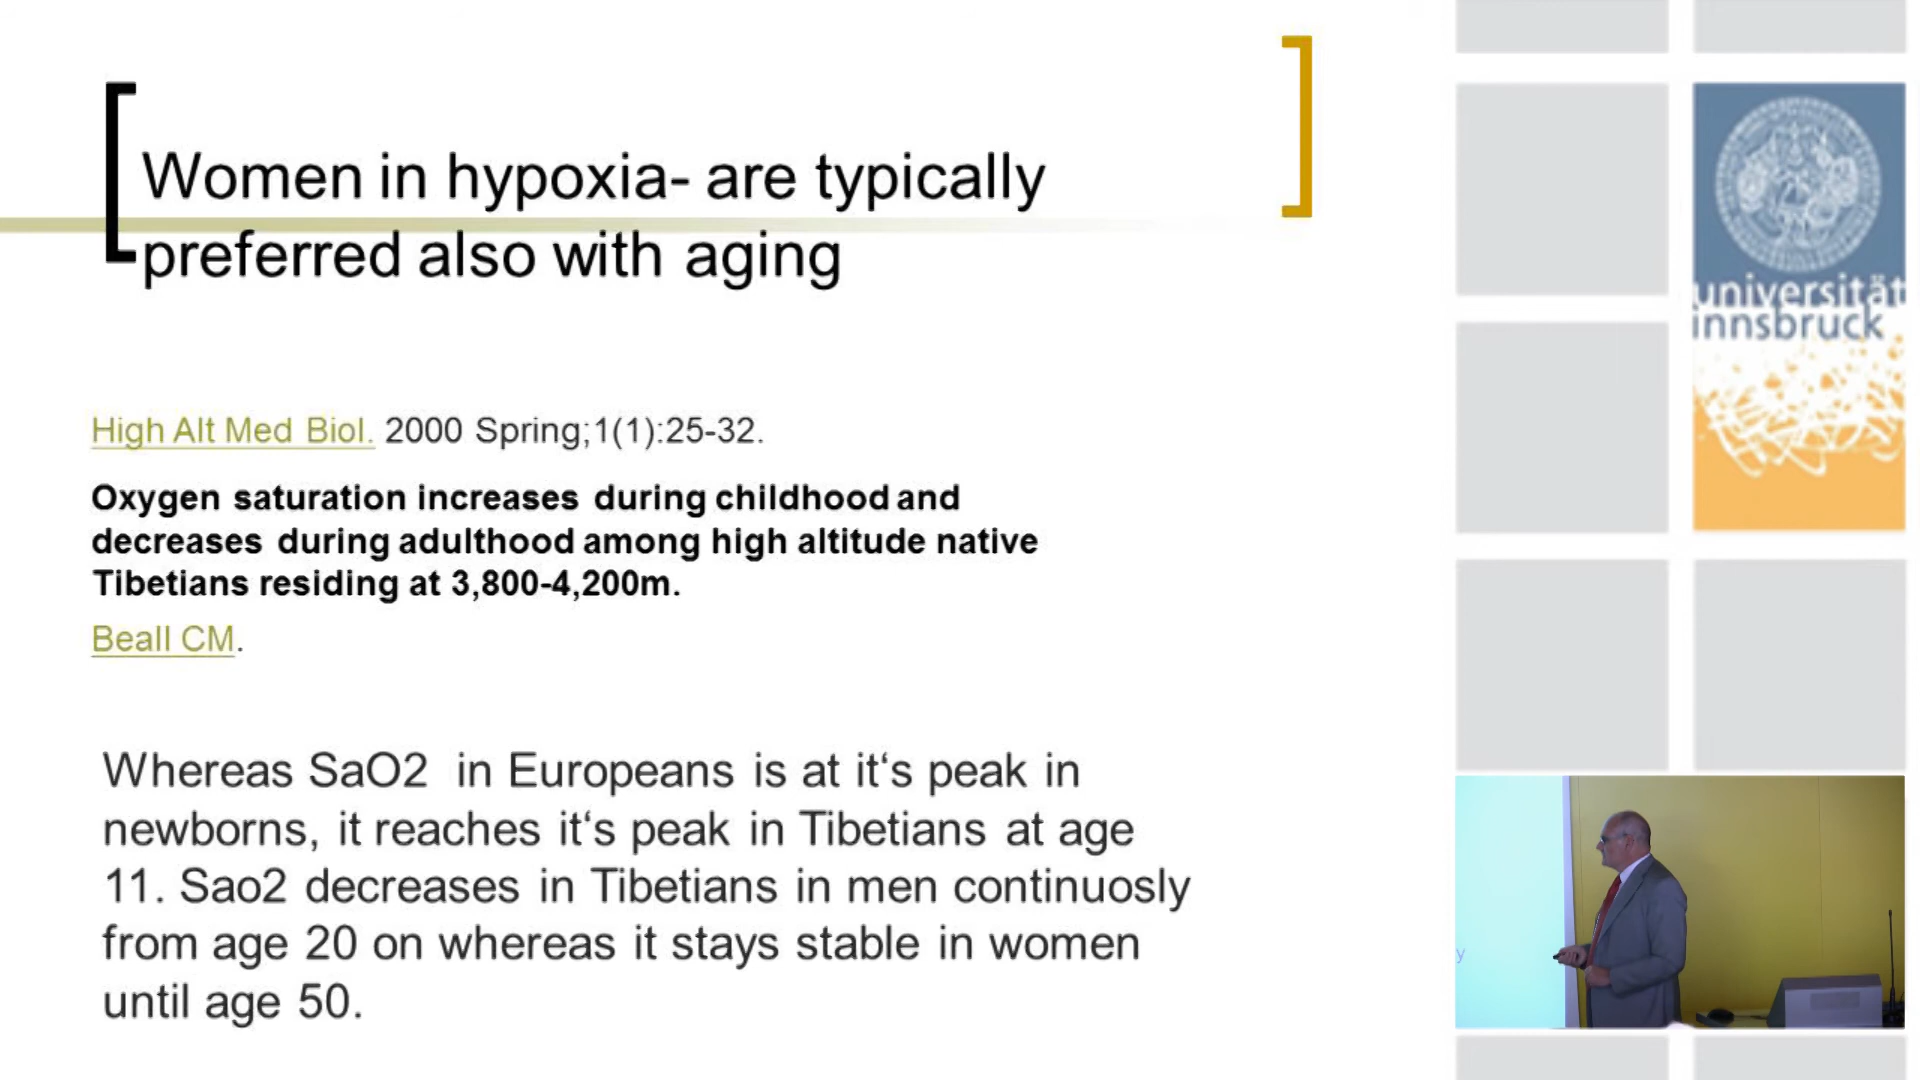 Women in hypoxia- are typically
preferred also with aging
High Alt Med Biol. 2000 Spring;1(1):25-32.
Oxygen saturation increases during childhood and
decreases during adulthood among high altitude native
Tibetians residing at 3,800-4,200m.
Beall CM.
Whereas SaO2 in Europeans is at it‘s peak in
newborns, it reaches it‘s peak in Tibetians at age
11. Sao2 decreases in Tibetians in men continuosly
from age 20 on whereas it stays stable in women
until age 50.
universität
innsbruck
y